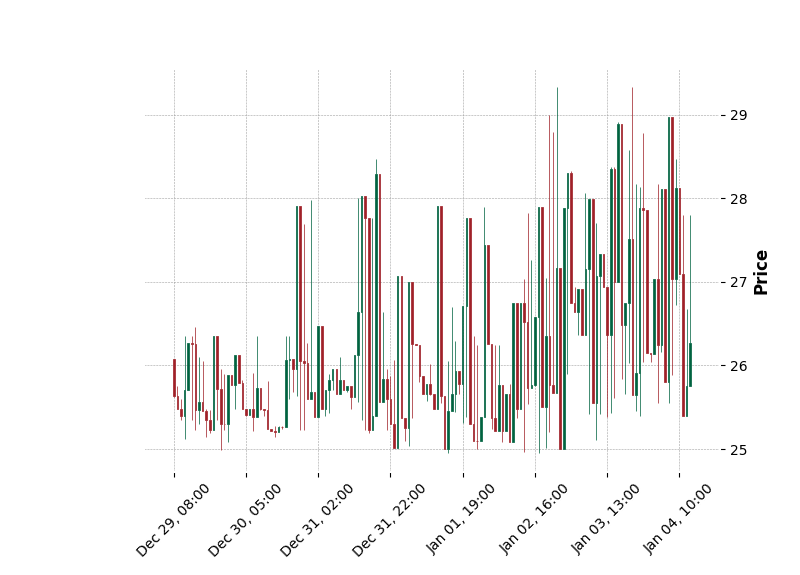 29
28
27
26
25
Price
Dec 29, 08:00
Dec 30, 05:00
Dec 31, 02:00
Dec 31, 22:00
Jan 01, 19:00
Jan 02, 16:00
Jan 03, 13:00
Jan 04, 10:00